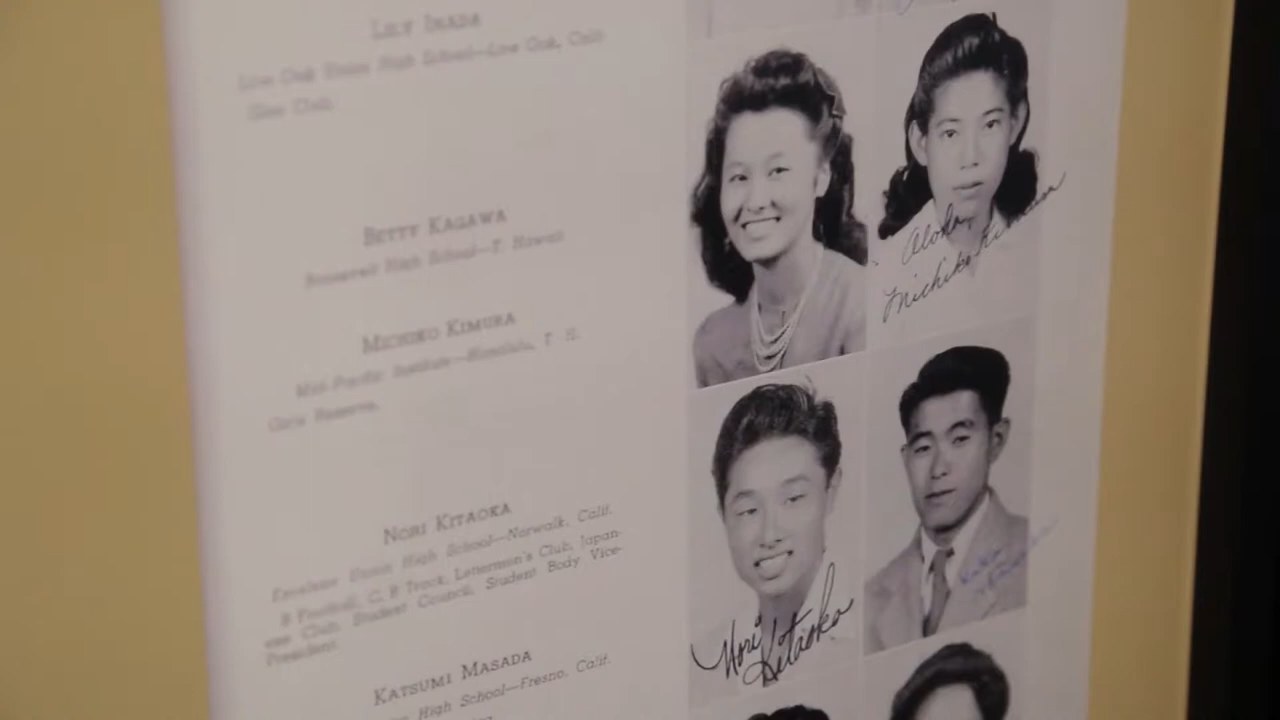 LILY INADA
Live Oak Union High School—Live Oak, Calif.
Glee Club.
BETTY KAGAWA
Roosevelt High School—T. Hawaii
MICHIKO KIMURA
Mid-Pacific Institute—Honolulu, T. H.
Girls Reserve.
NORI KITAOKA
Excelsior Union High School—Norwalk, Calif.
B Football, C, B Track, Letermen's Club, Japan-
ese Club, Student Council, Student Body Vice-
President.
KATSUMI MASADA
High School—Fresno, Calif.
Aloha,
Michiko Kimura
Nori Kitaoka